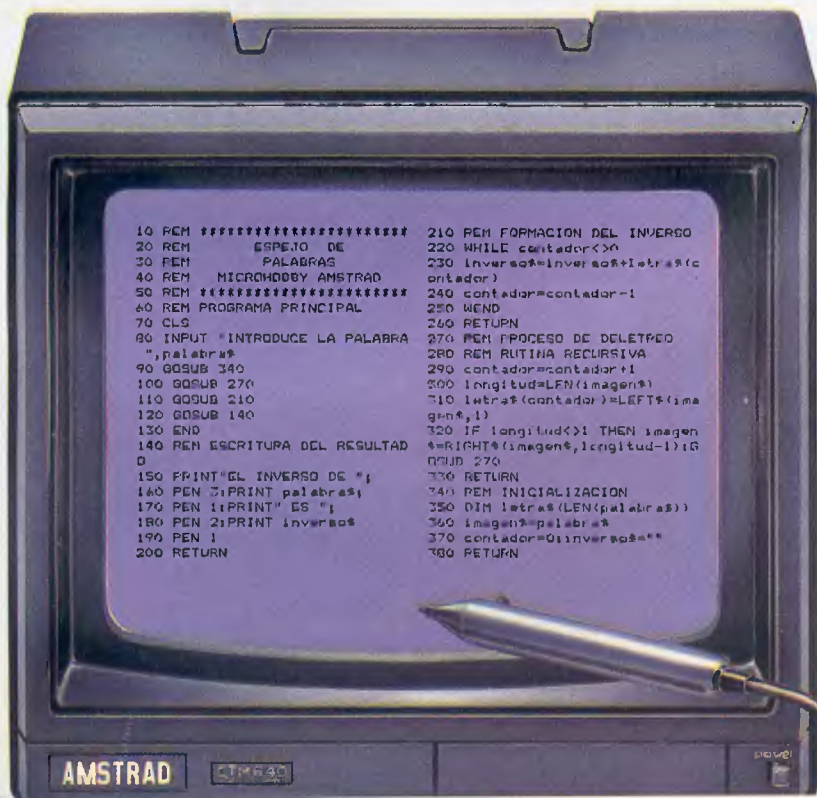 10 REM ***********************
20 REM ESPEJO DE
30 REM PALABRAS
40 REM MICROHOBBY AMSTRAD
50 REM ***********************
60 REM PROGRAMA PRINCIPAL
70 CLS
80 INPUT "INTRODUCE LA PALABRA
",palabra$
90 GOSUB 340
100 GOSUB 270
110 GOSUB 210
120 GOSUB 140
130 END
140 REM ESCRITURA DEL RESULTAD
O
150 PRINT"EL INVERSO DE ";
160 PEN 3:PRINT palabra$;
170 PEN 1:PRINT" ES ";
180 PEN 2:PRINT inverso$
190 PEN 1
200 RETURN
210 REM FORMACION DEL INVERSO
220 WHILE contador<>0
230 inverso$=inverso$+letra$(c
ontador)
240 contador=contador-1
250 WEND
260 RETURN
270 REM PROCESO DE DELETREO
280 REM RUTINA RECURSIVA
290 contador=contador+1
300 longitud=LEN(imagen$)
310 letra$(contador)=LEFT$(ima
gen$,1)
320 IF longitud<>1 THEN imagen
$=RIGHT$(imagen$,longitud-1):G
OSUB 270
330 RETURN
340 REM INICIALIZACION
350 DIM letra$(LEN(palabra$))
360 imagen$=palabra$
370 contador=0:inverso$=""
380 RETURN
AMSTRAD
CTM640
power